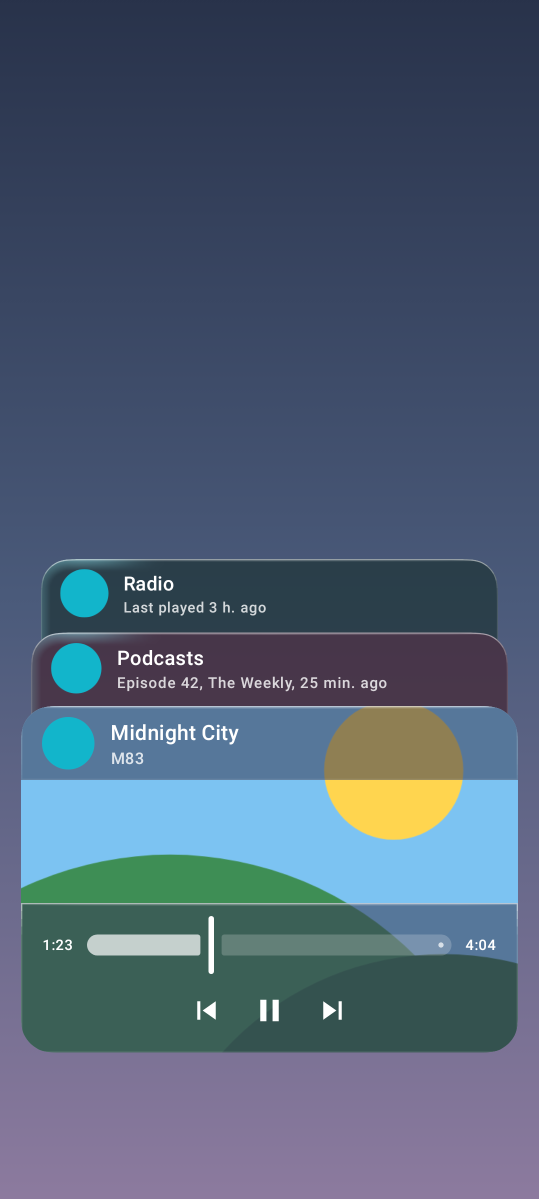 Radio
Last played 3 h. ago
Podcasts
Episode 42, The Weekly, 25 min. ago
Midnight City
M83
1:23
4:04